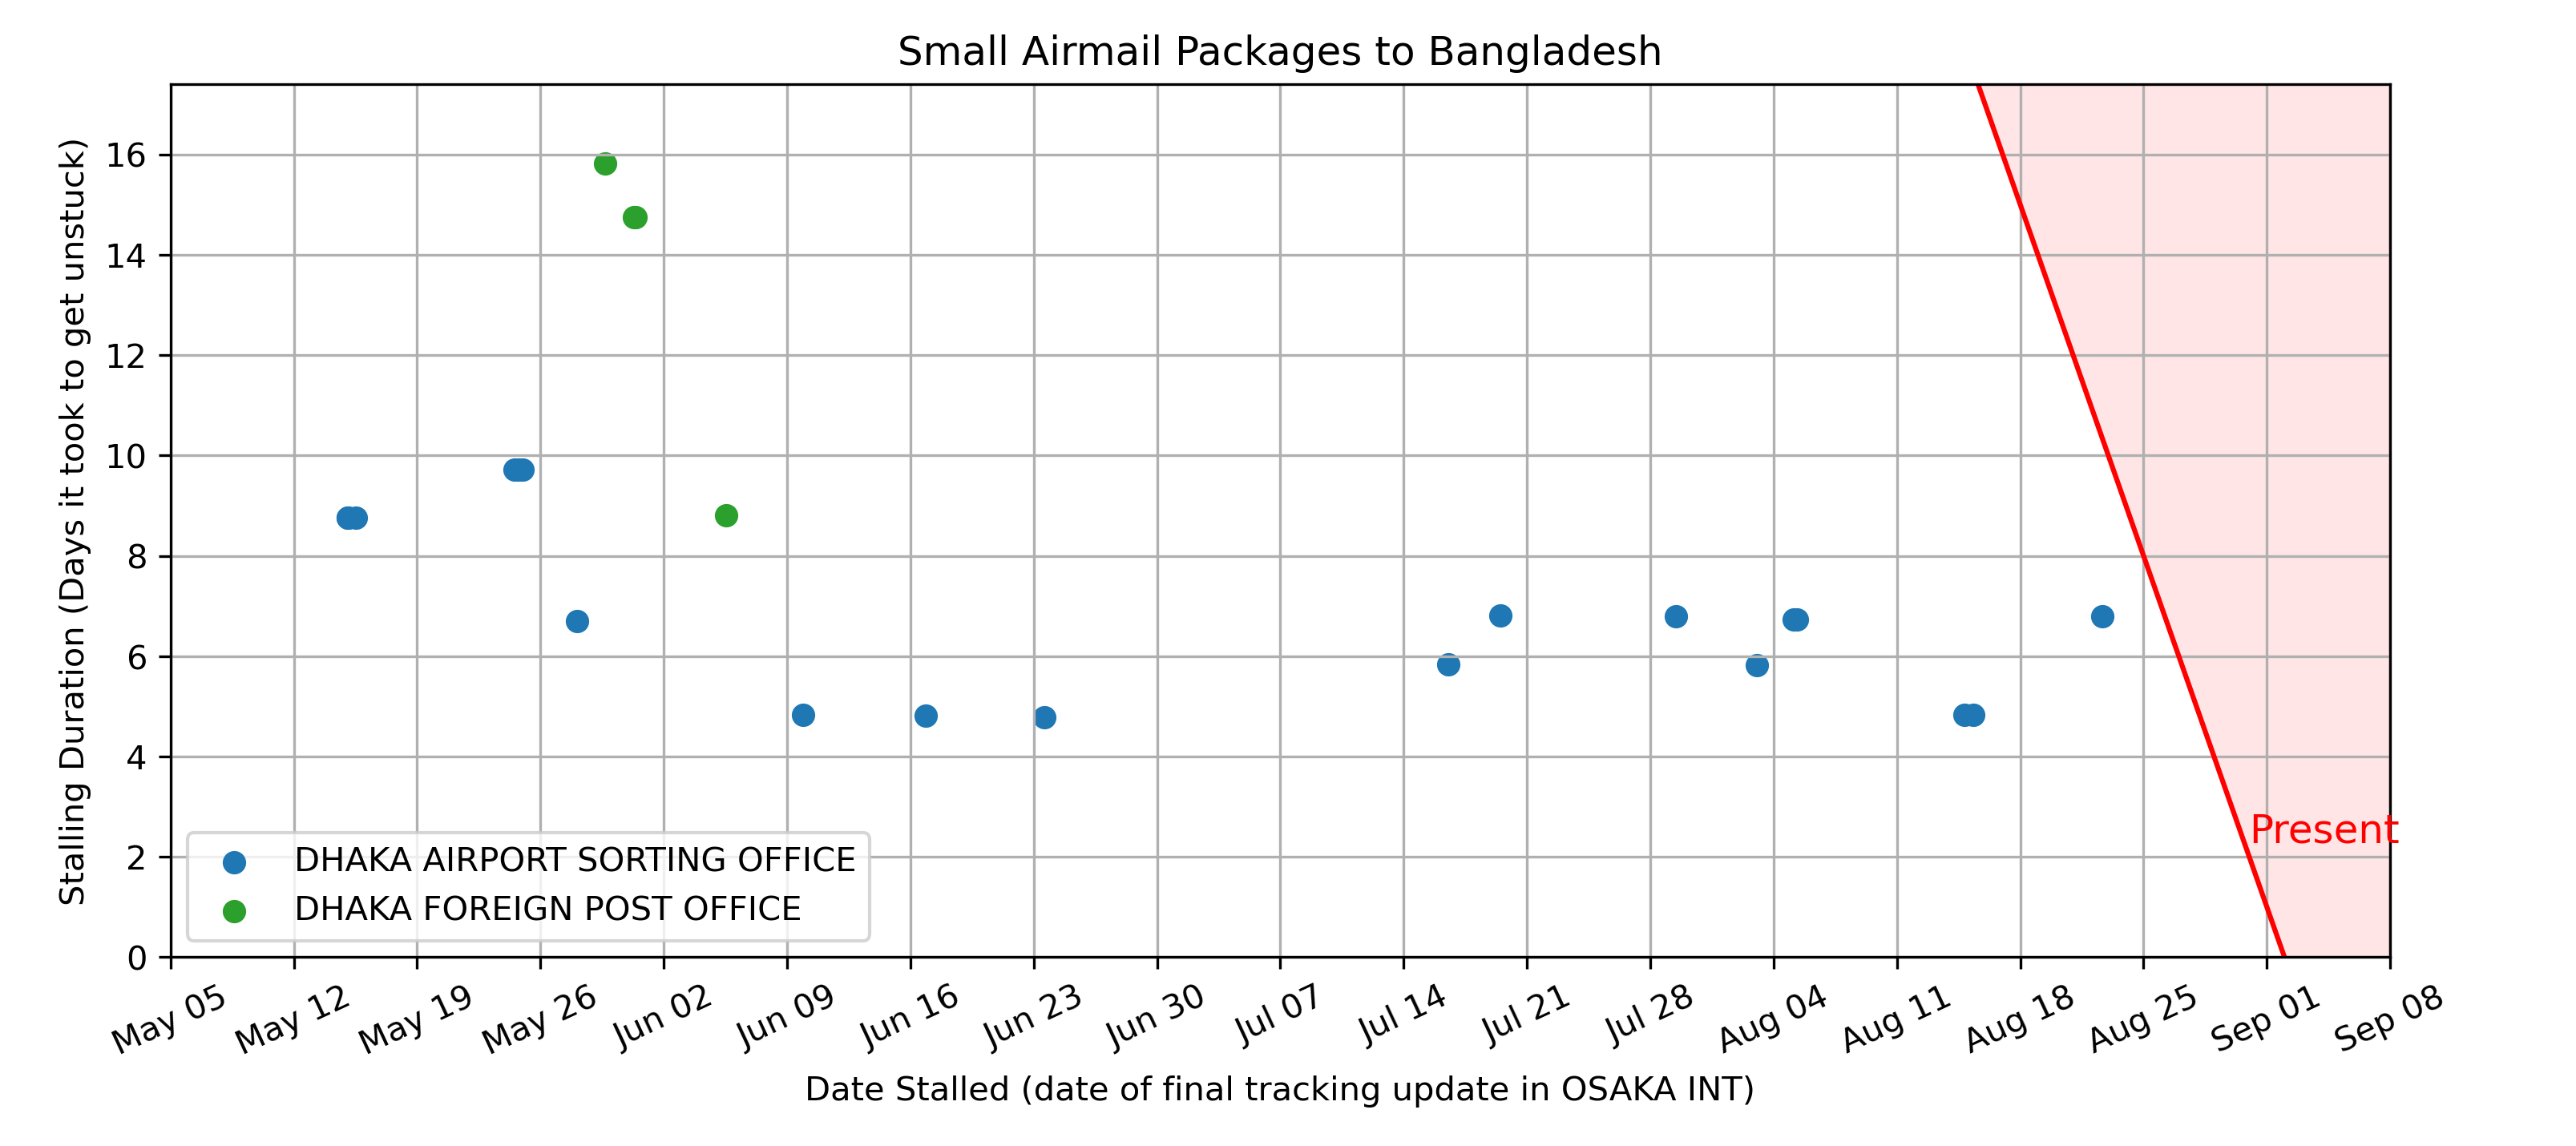 Small Airmail Packages to Bangladesh
Stalling Duration (Days it took to get unstuck)
16
14
12
10
8
6
4
2
0
Present
DHAKA AIRPORT SORTING OFFICE
DHAKA FOREIGN POST OFFICE
May 05
May 12
May 19
May 26
Jun 02
Jun 09
Jun 16
Jun 23
Jun 30
Jul 07
Jul 14
Jul 21
Jul 28
Aug 04
Aug 11
Aug 18
Aug 25
Sep 01
Sep 08
Date Stalled (date of final tracking update in OSAKA INT)